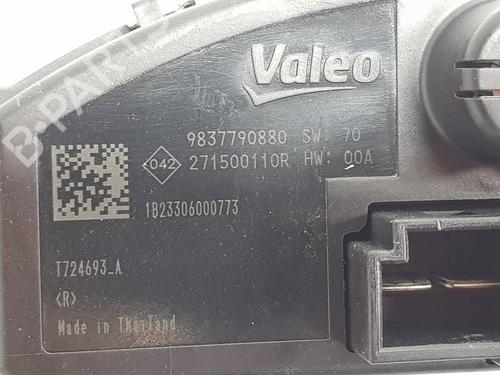 Valeo
9837790880 SW: 70
042 271500110R HW: 00A
1B23306000773
T724693_A
<R>
Made in Thailand
B-PARTS